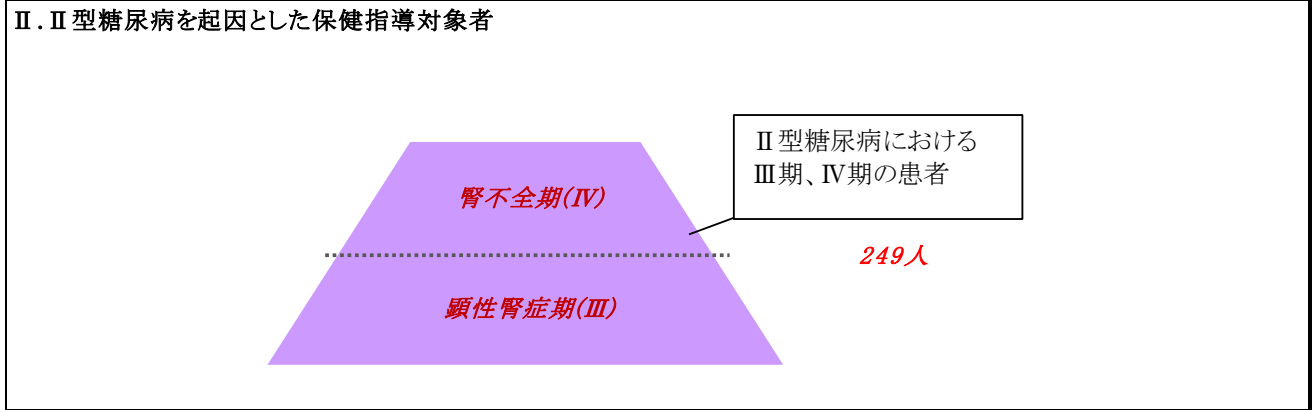 Ⅱ.Ⅱ型糖尿病を起因とした保健指導対象者
Ⅱ型糖尿病における
Ⅲ期、Ⅳ期の患者
腎不全期(Ⅳ)
249人
顕性腎症期(Ⅲ)